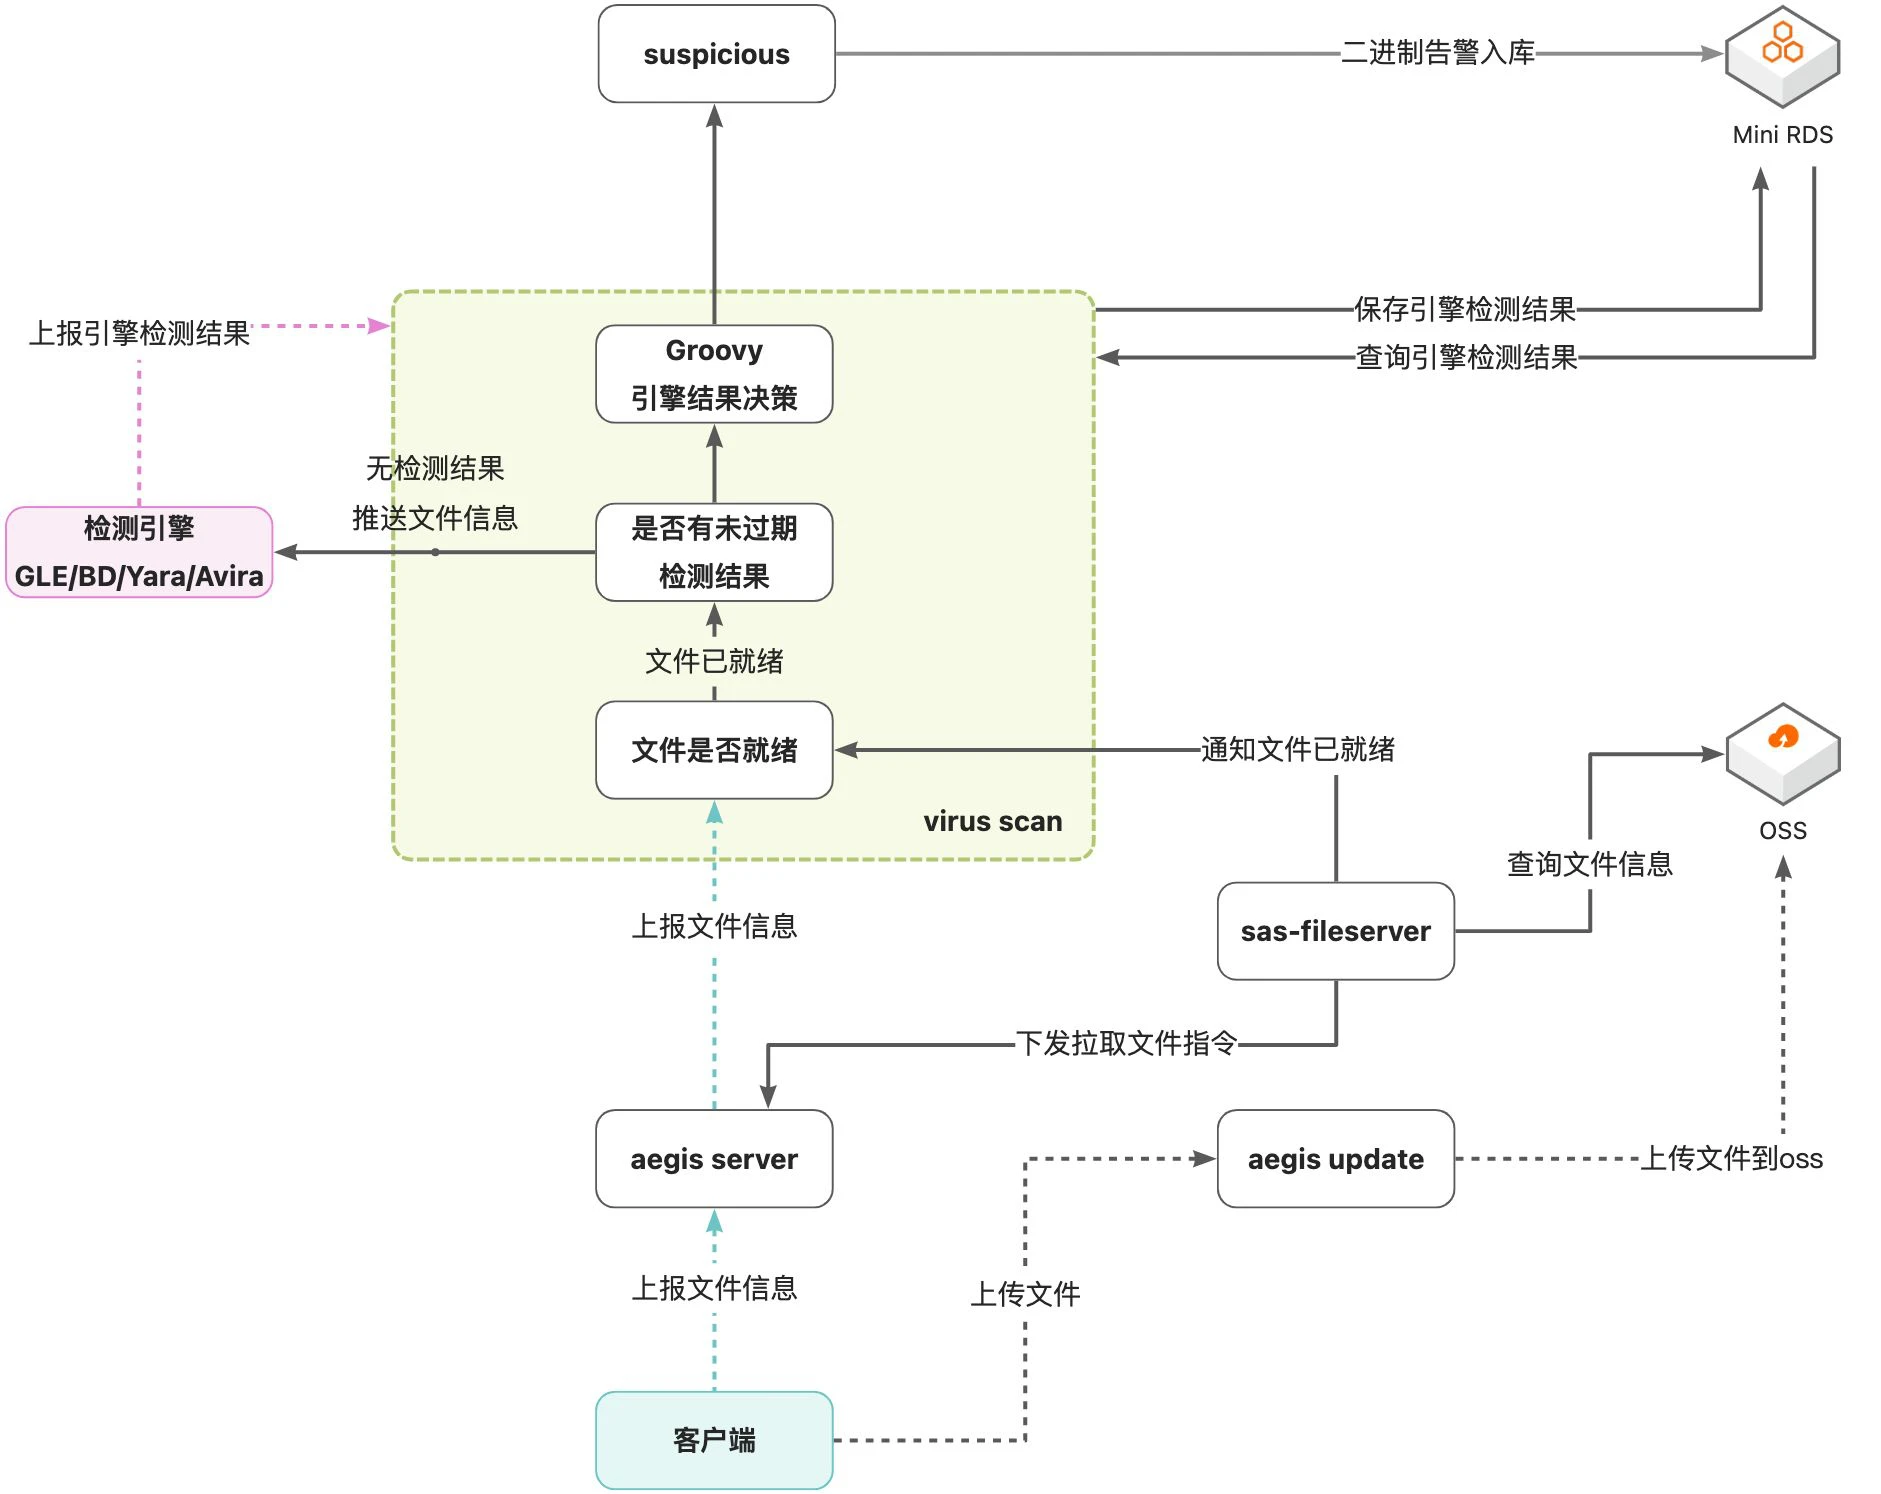 suspicious
二进制告警入库
Mini RDS
上报引擎检测结果
保存引擎检测结果
查询引擎检测结果
Groovy
引擎结果决策
无检测结果
推送文件信息
检测引擎
GLE/BD/Yara/Avira
是否有未过期
检测结果
文件已就绪
文件是否就绪
通知文件已就绪
virus scan
OSS
查询文件信息
上报文件信息
sas-fileserver
下发拉取文件指令
aegis server
aegis update
上传文件到oss
上报文件信息
上传文件
客户端